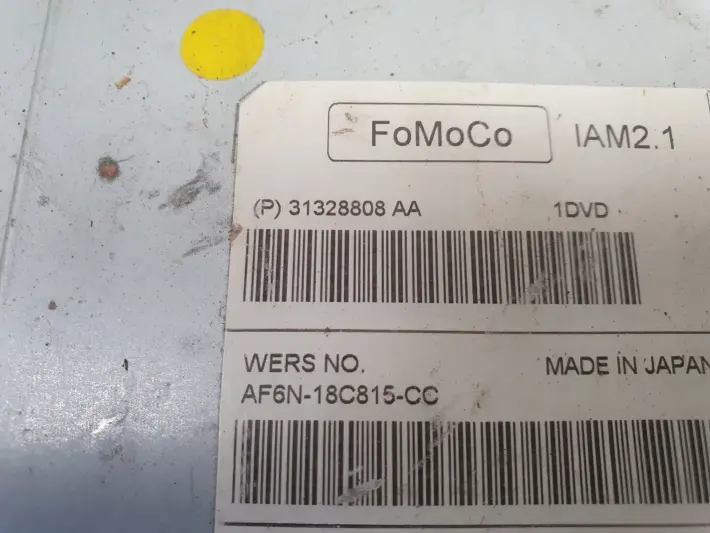 FoMoCo IAM2.1
(P) 31328808 AA 1DVD
WERS NO. MADE IN JAPAN
AF6N-18C815-CC